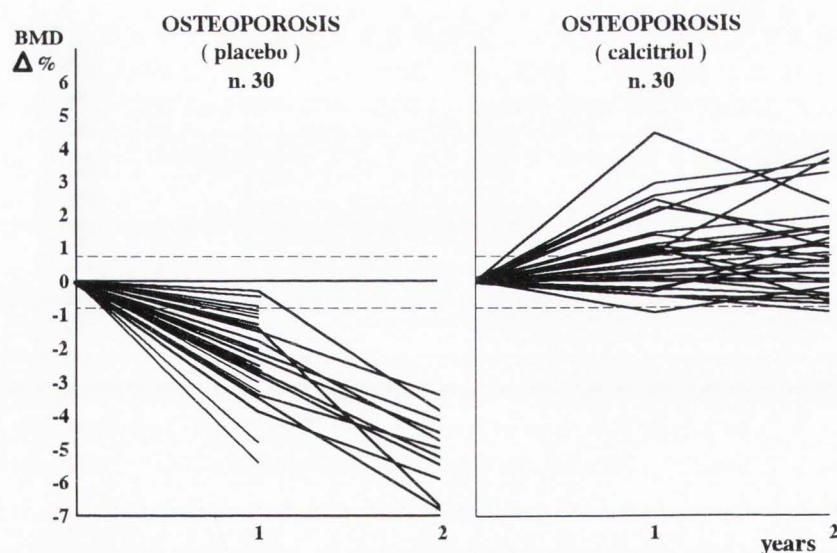 OSTEOPOROSIS
( placebo )
n. 30
OSTEOPOROSIS
( calcitriol )
n. 30
BMD
Δ %
6
5
4
3
2
1
0
-1
-2
-3
-4
-5
-6
-7
1
2
1
2
years